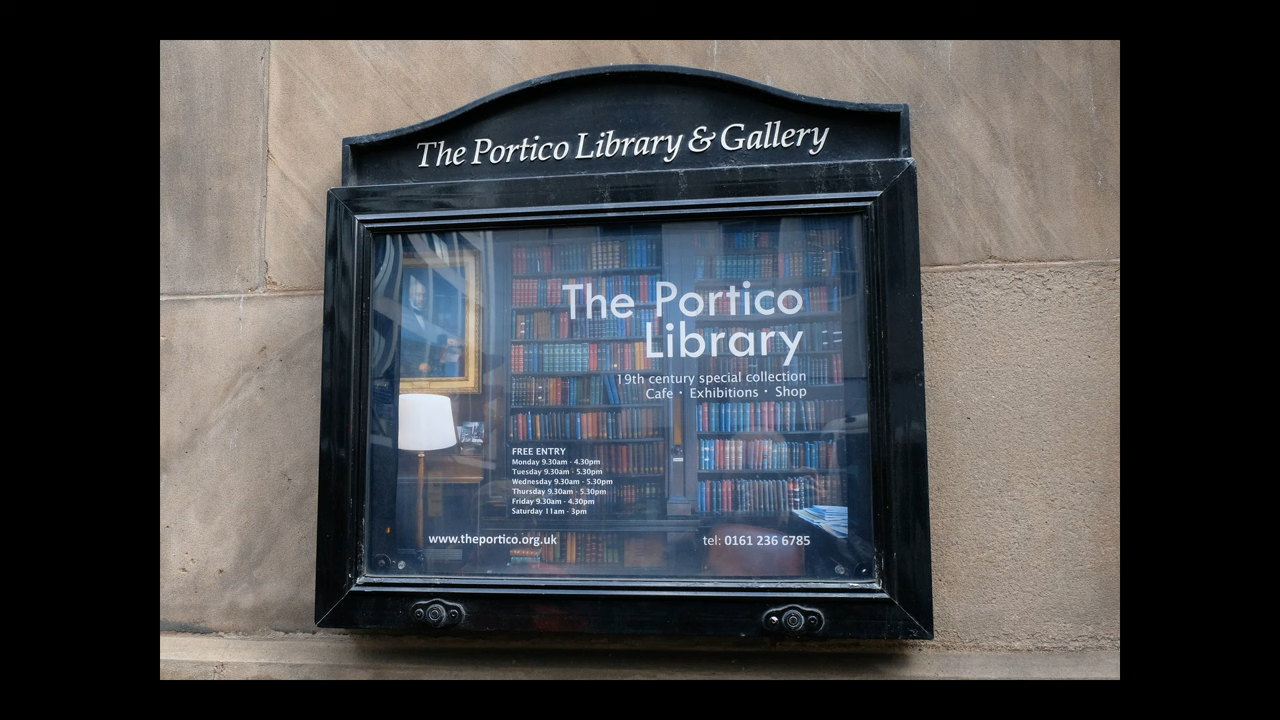 The Portico Library & Gallery
The Portico
Library
19th century special collection
Cafe · Exhibitions · Shop
FREE ENTRY
Monday 9.30am - 4.30pm
Tuesday 9.30am - 5.30pm
Wednesday 9.30am - 5.30pm
Thursday 9.30am - 5.30pm
Friday 9.30am - 4.30pm
Saturday 11am - 3pm
www.theportico.org.uk
tel: 0161 236 6785